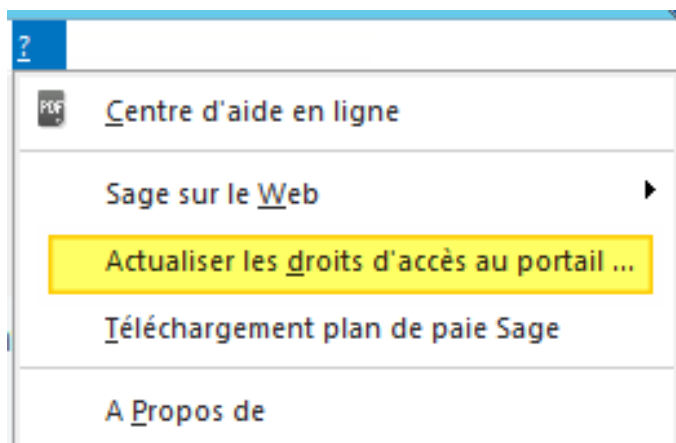 ?
PDF
Centre d'aide en ligne
Sage sur le Web
Actualiser les droits d'accès au portail ...
Téléchargement plan de paie Sage
A Propos de